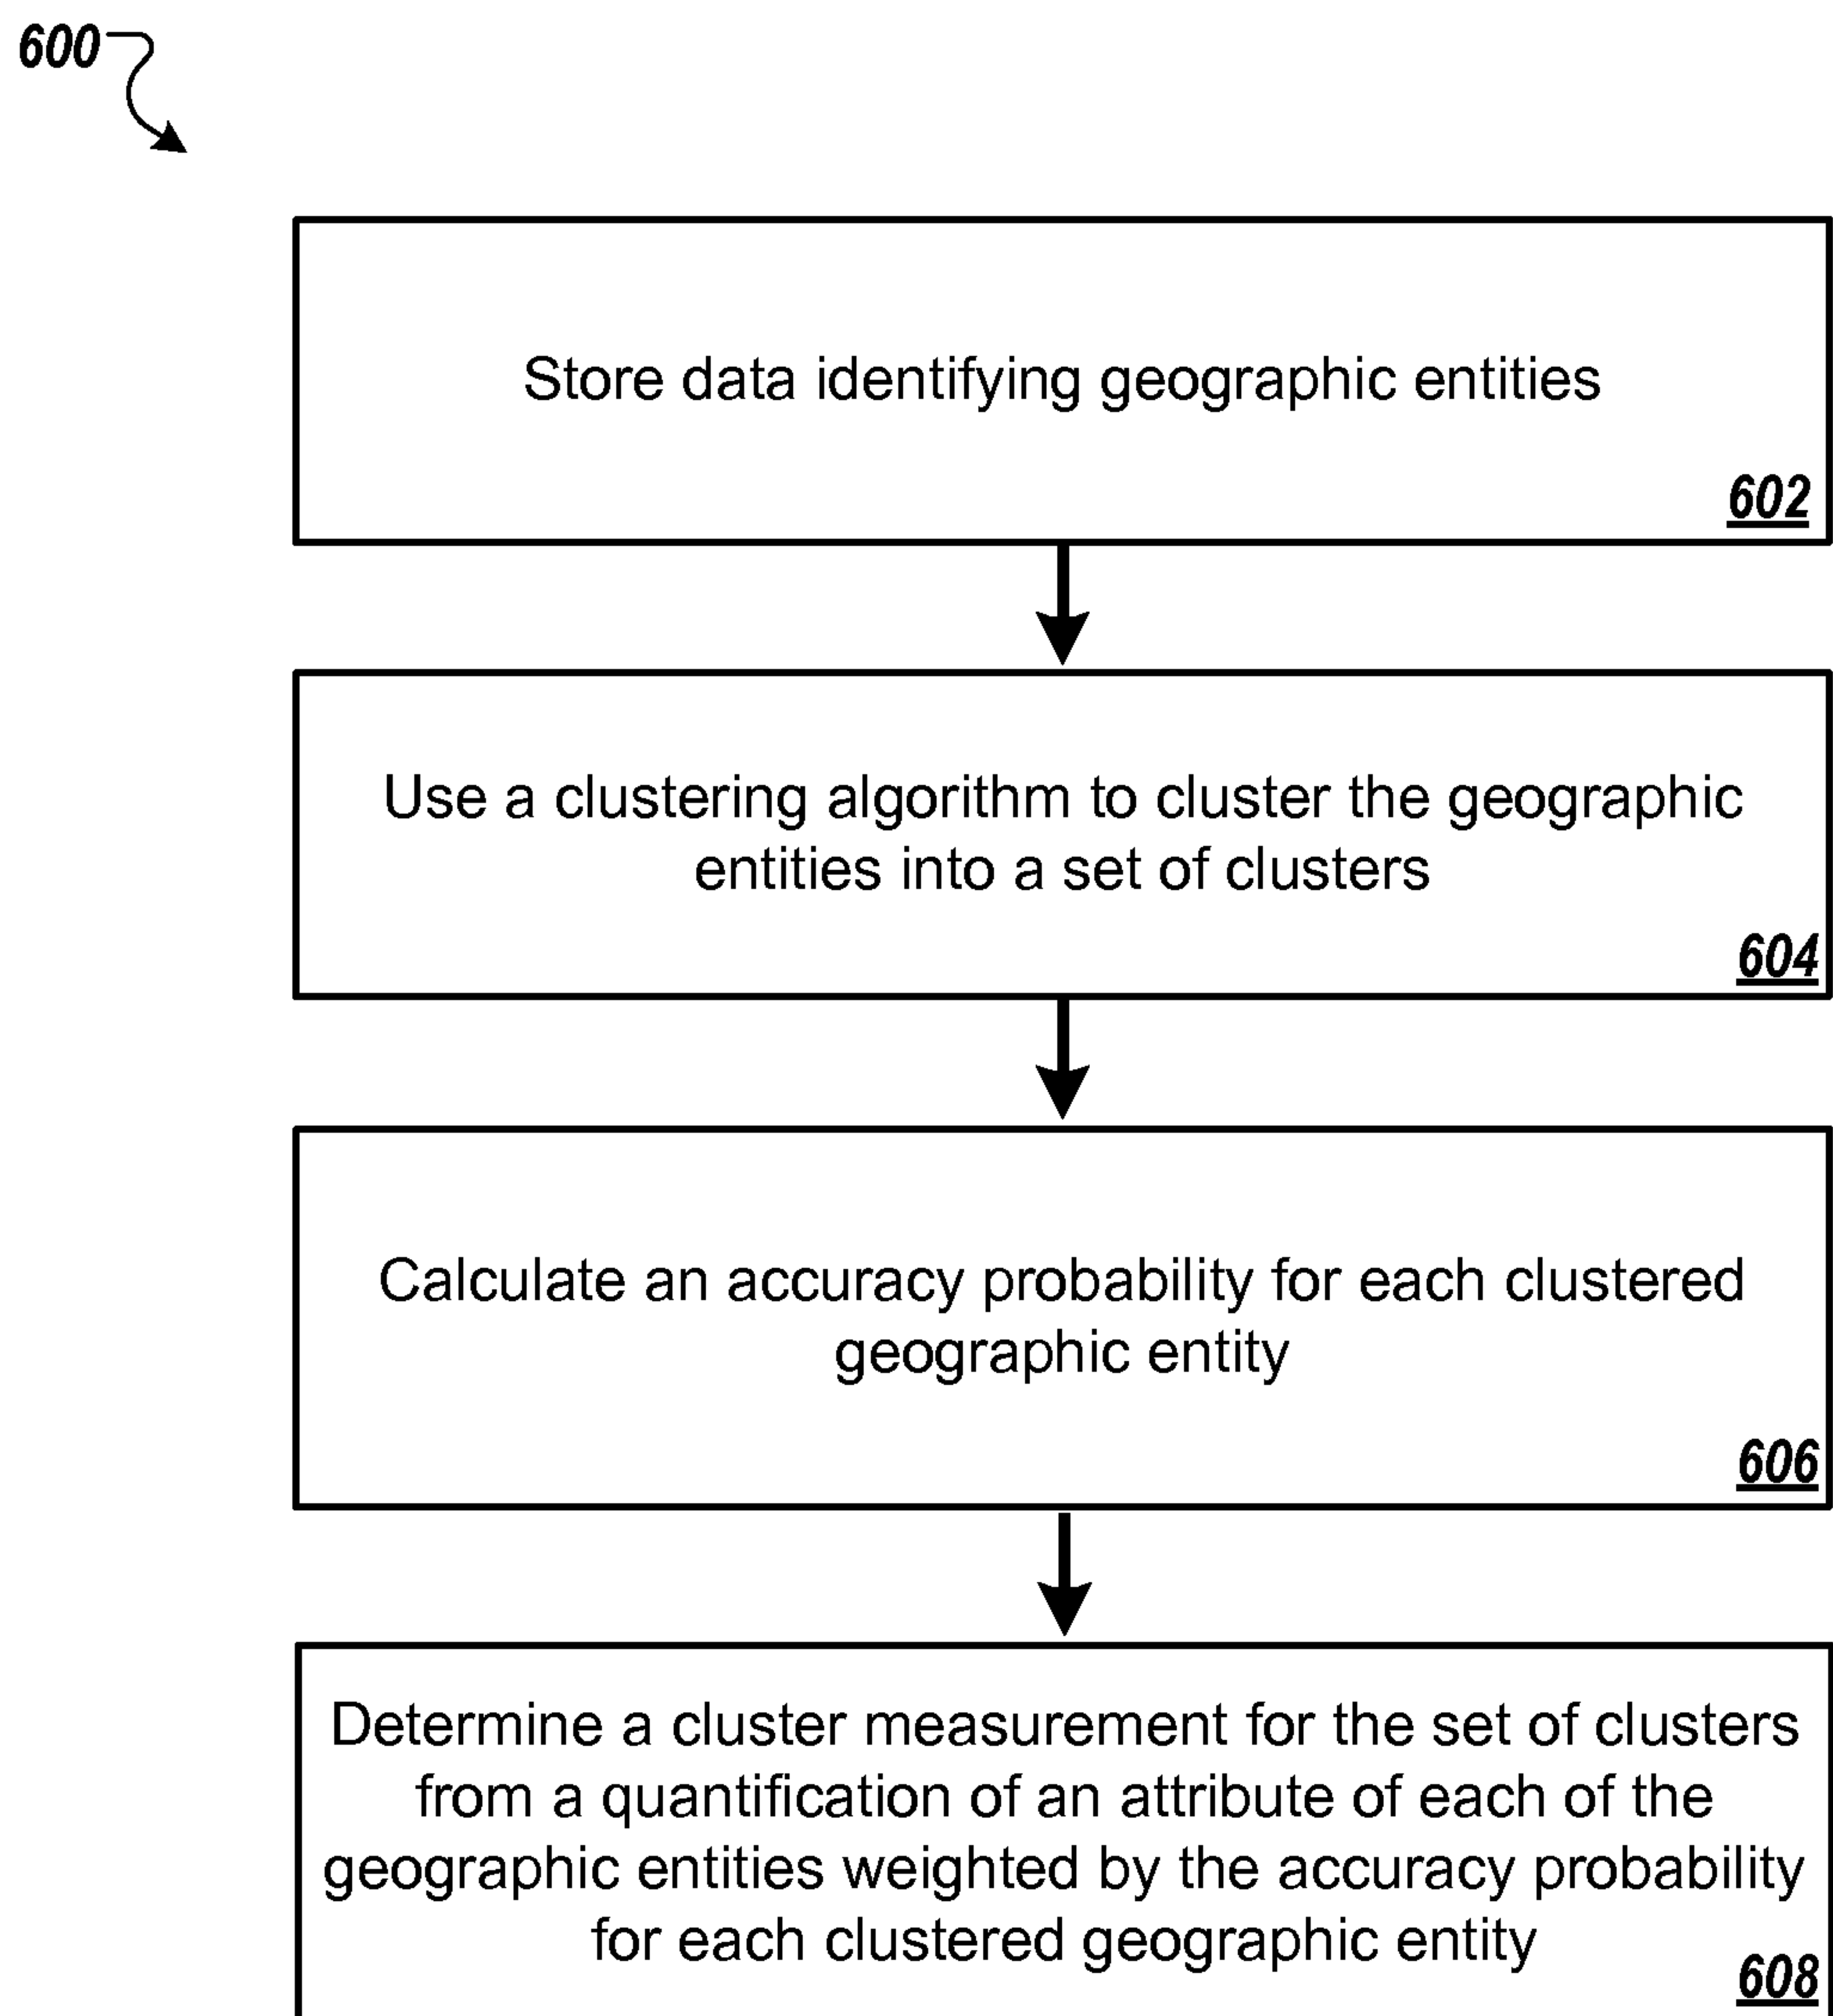 600
Store data identifying geographic entities
602
Use a clustering algorithm to cluster the geographic
entities into a set of clusters
604
Calculate an accuracy probability for each clustered
geographic entity
606
Determine a cluster measurement for the set of clusters
from a quantification of an attribute of each of the
geographic entities weighted by the accuracy probability
for each clustered geographic entity
608